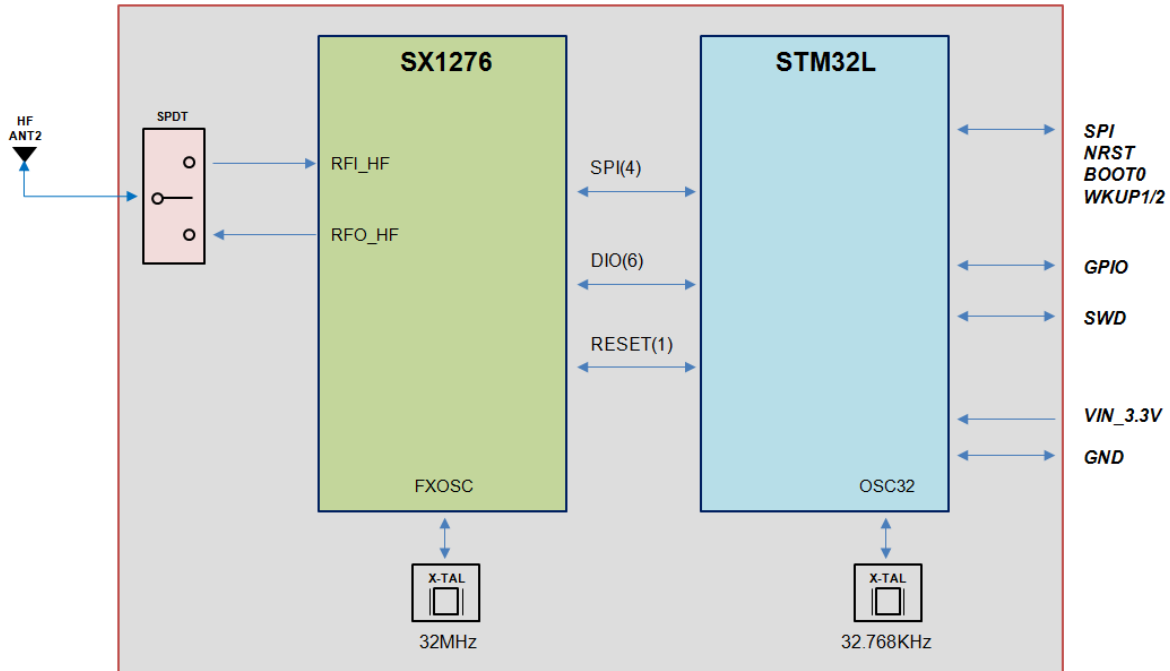 SX1276
STM32L
HF
ANT2
SPDT
RFI_HF
RFO_HF
SPI(4)
DIO(6)
RESET(1)
SPI
NRST
BOOT0
WKUP1/2
GPIO
SWD
VIN_3.3V
GND
FXOSC
OSC32
X-TAL
X-TAL
32MHz
32.768KHz